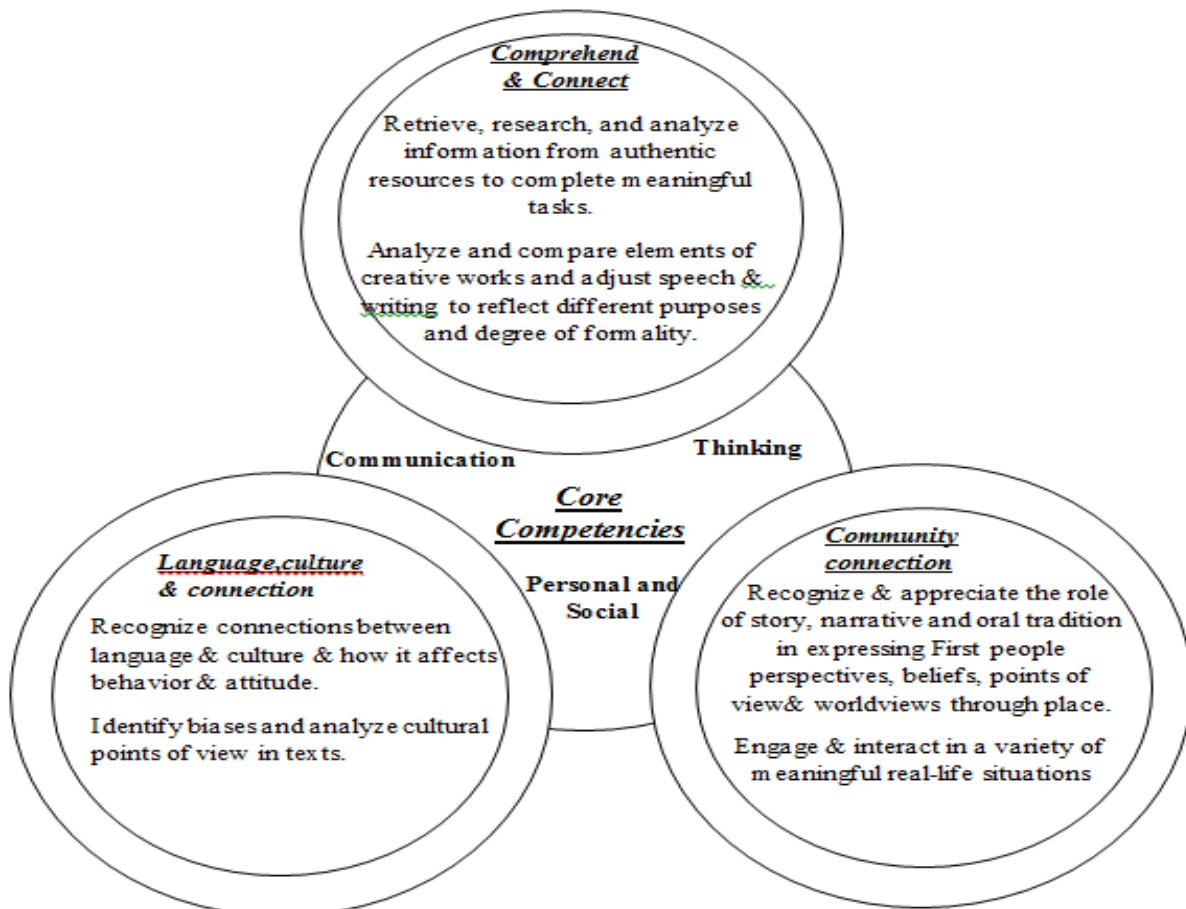 Comprehend
& Connect
Retrieve, research, and analyze
information from authentic
resources to complete meaningful
tasks.
Analyze and compare elements of
creative works and adjust speech &
writing to reflect different purposes
and degree of formality.
Communication
Thinking
Core
Competencies
Personal and
Social
Language,culture
& connection
Recognize connections between
language & culture & how it affects
behavior & attitude.
Identify biases and analyze cultural
points of view in texts.
Community
connection
Recognize & appreciate the role
of story, narrative and oral tradition
in expressing First people
perspectives, beliefs, points of
view& worldviews through place.
Engage & interact in a variety of
meaningful real-life situations